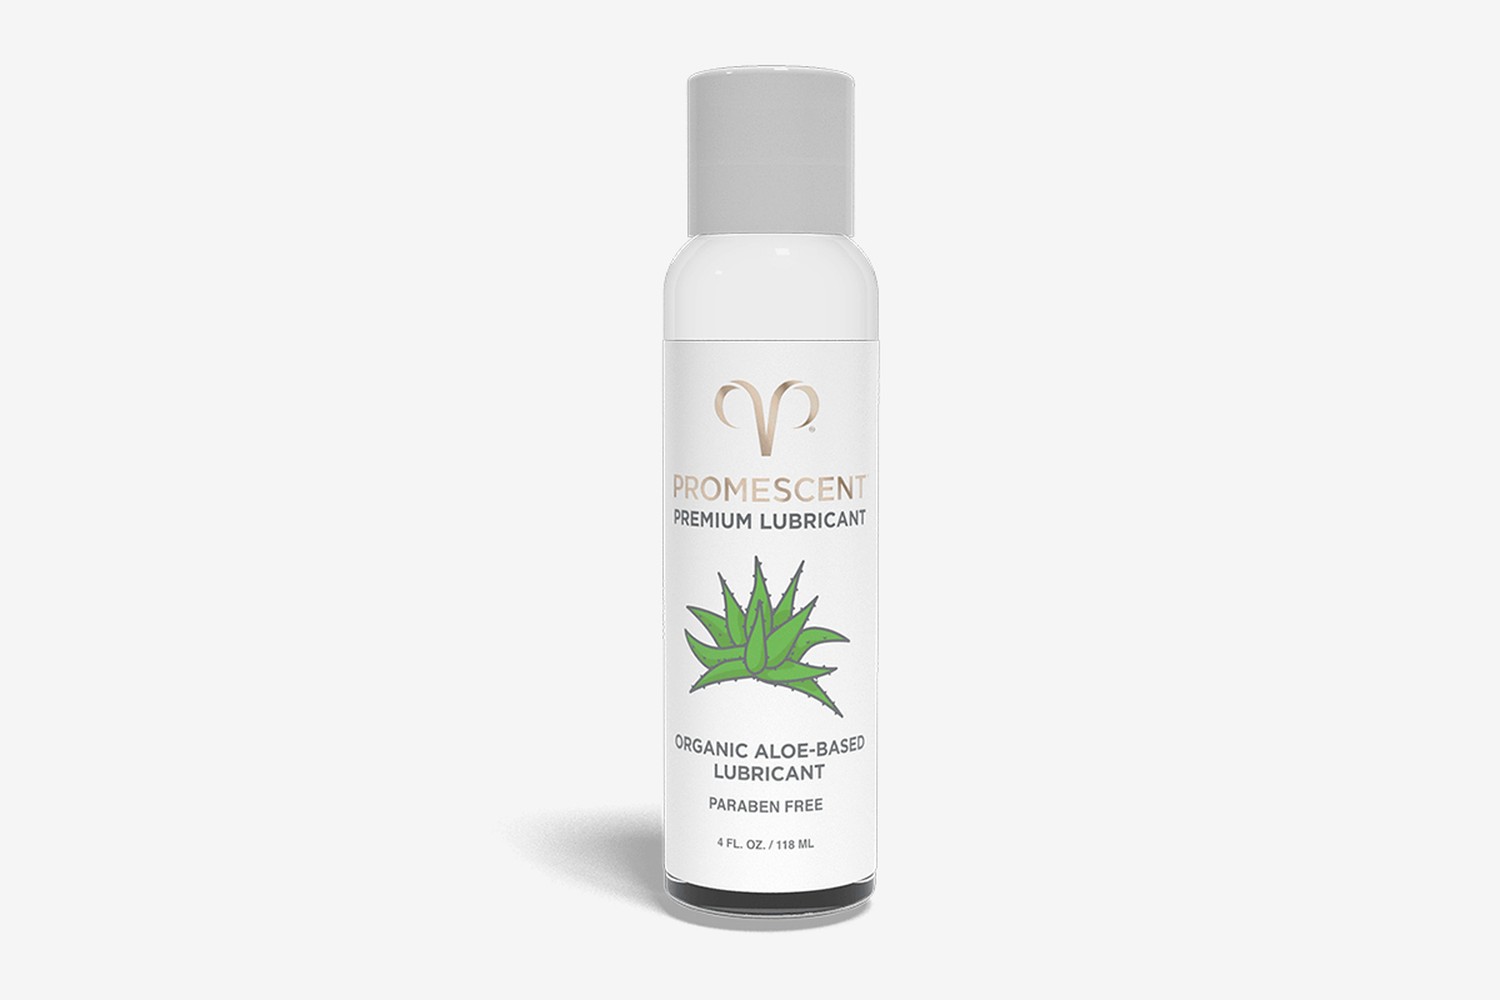 PROMESCENT
PREMIUM LUBRICANT
ORGANIC ALOE-BASED
LUBRICANT
PARABEN FREE
4 FL. OZ. / 118 ML